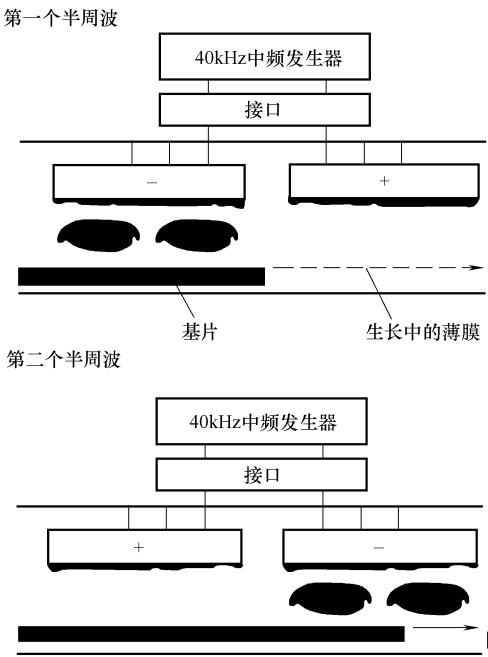 第一个半周波
40kHz中频发生器
接口
− +
基片 生长中的薄膜
第二个半周波
40kHz中频发生器
接口
+ −